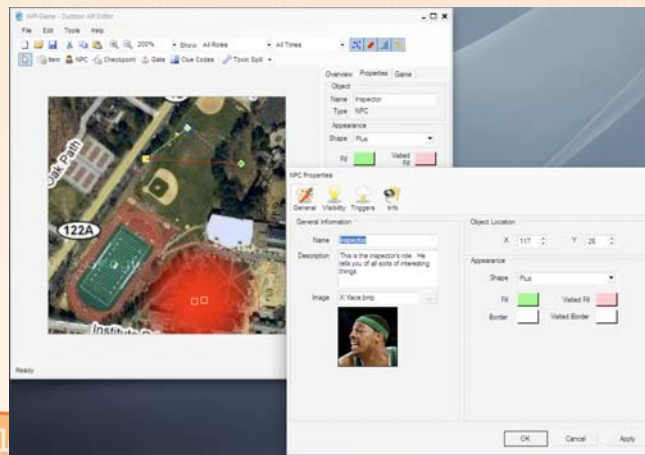 WPI Game - Outdoor AR Editor
File Edit Tools Help
200% Show: All Roles All Times
Item NPC Checkpoint Gate Clue Codes Toxin Spill
Overview Properties Game
Object
Name Inspector
Type NPC
Appearance
Shape Plus
Fill Visited Fill
Oak Path
122A
Institute
Ready
NPC Properties
General Visibility Triggers Info
General Information
Name Inspector
Description This is the inspector's role. He
tells you of all sorts of interesting
things.
Image X:\face.bmp
Object Location
X 117 Y 26
Appearance
Shape Plus
Fill Visited Fill
Border Visited Border
OK Cancel Apply